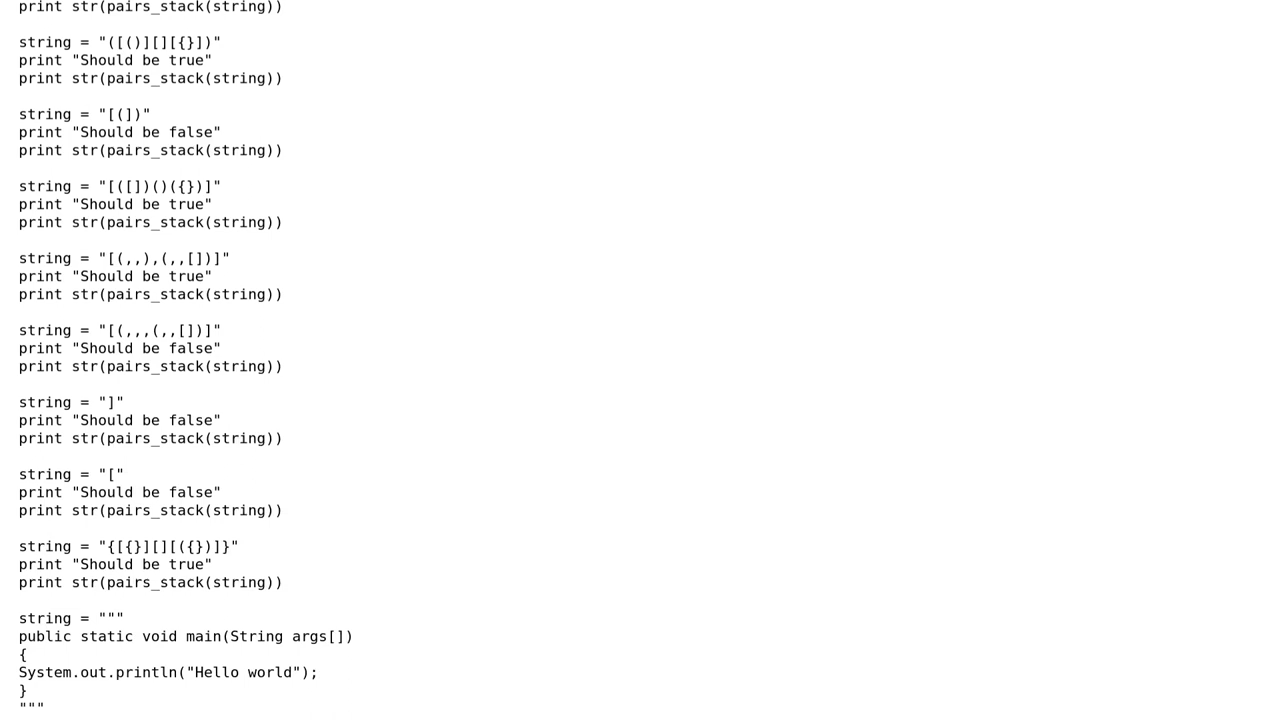 print str(pairs_stack(string))
string = "([()][][{}])"
print "Should be true"
print str(pairs_stack(string))
string = "[(])"
print "Should be false"
print str(pairs_stack(string))
string = "[([])()({})]"
print "Should be true"
print str(pairs_stack(string))
string = "[(,,),(,,[])]"
print "Should be true"
print str(pairs_stack(string))
string = "[(,,,(,,[])]"
print "Should be false"
print str(pairs_stack(string))
string = "]"
print "Should be false"
print str(pairs_stack(string))
string = "["
print "Should be false"
print str(pairs_stack(string))
string = "{[{}][][({})]}"
print "Should be true"
print str(pairs_stack(string))
string = """
public static void main(String args[])
{
System.out.println("Hello world");
}
"""